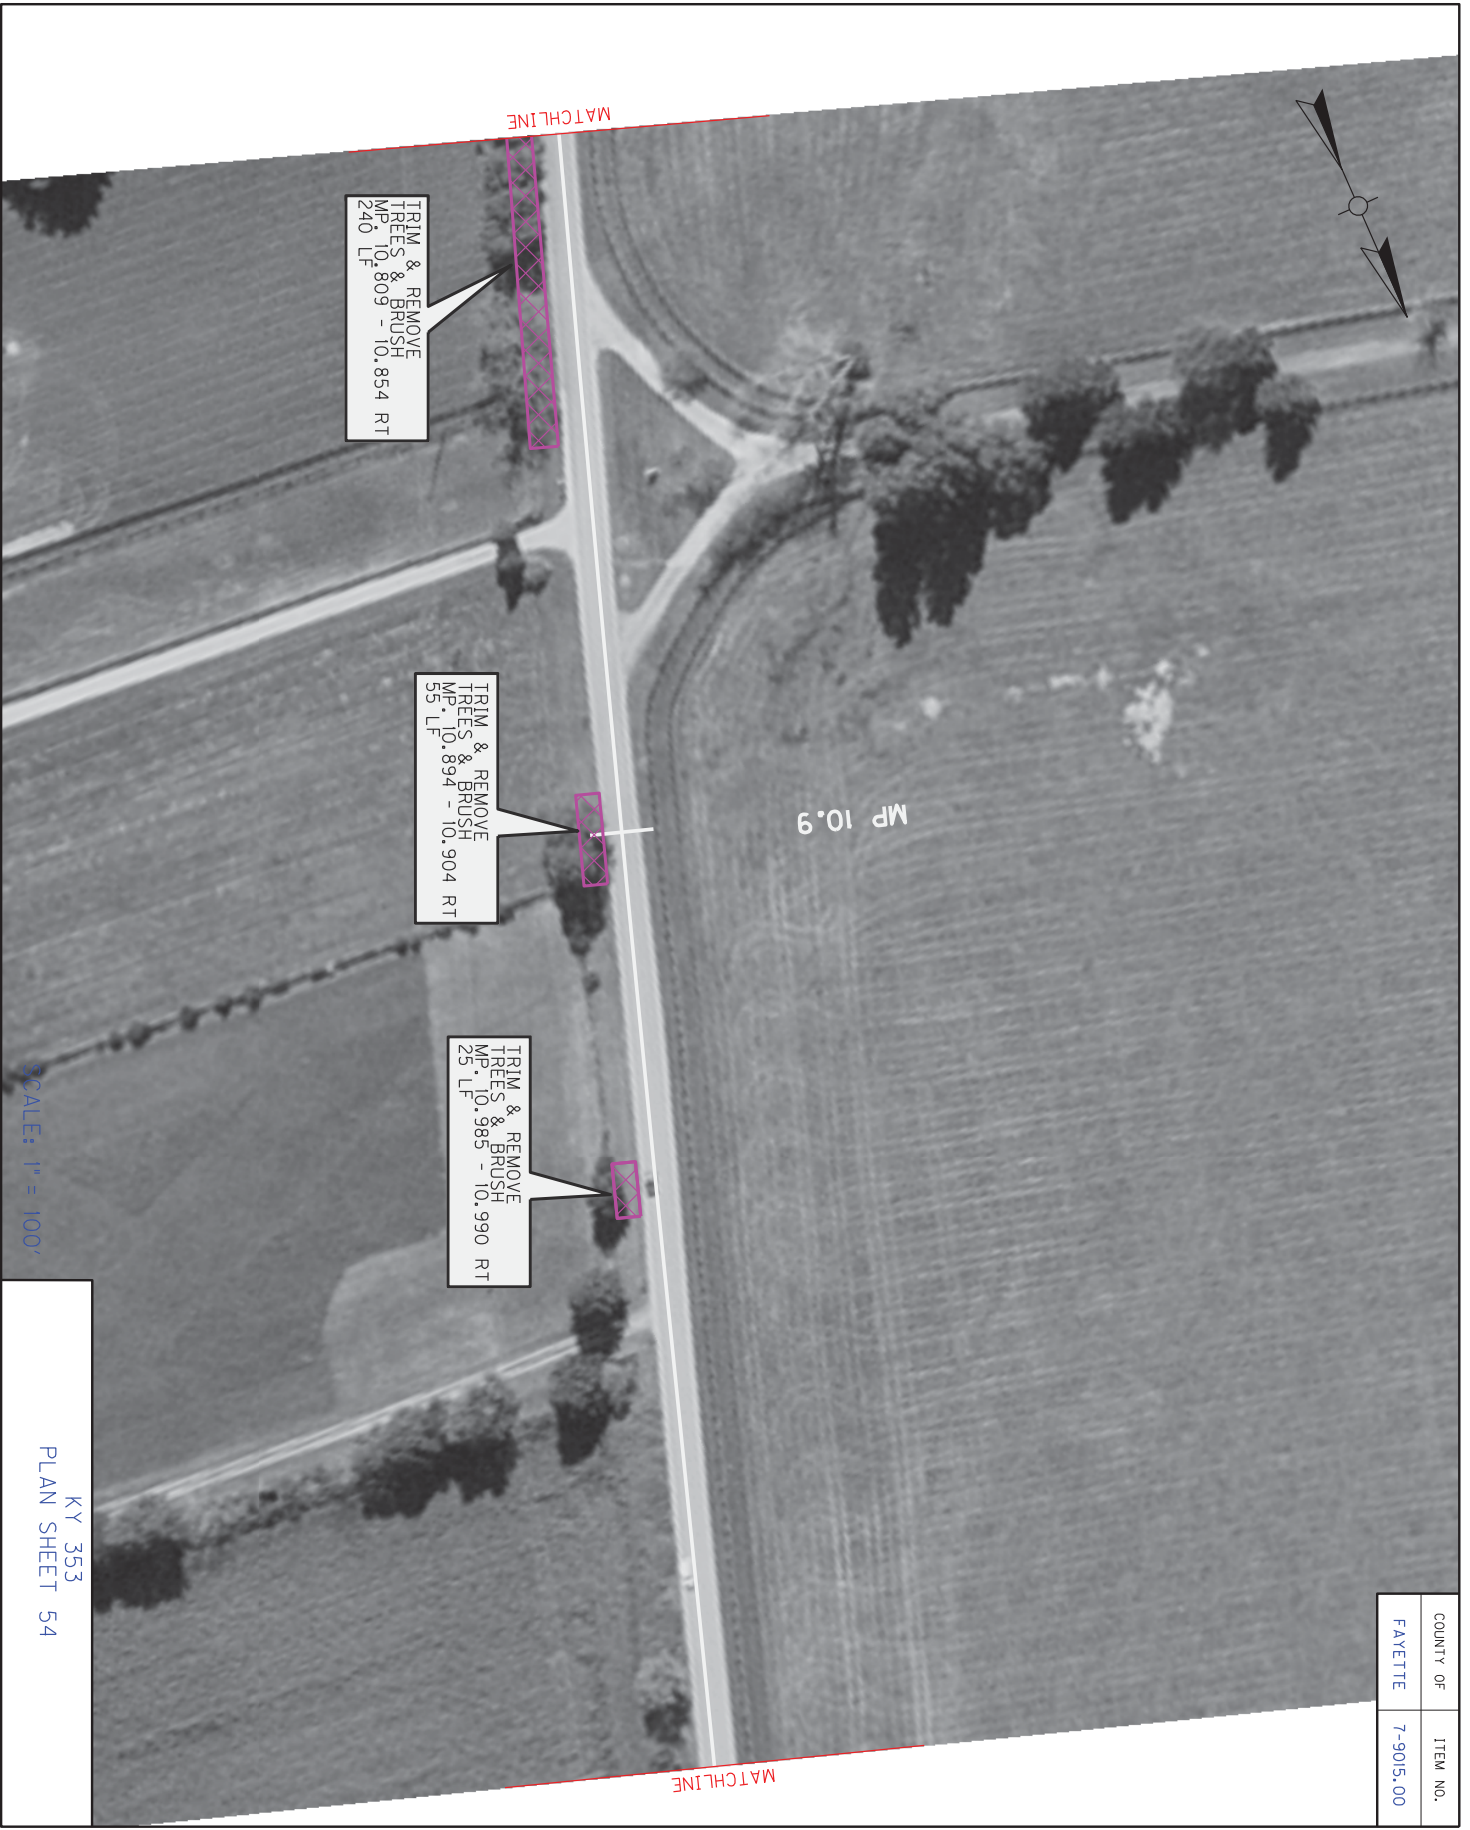 COUNTY OF
ITEM NO.
FAYETTE
7-9015.00
MATCHLINE
TRIM & REMOVE
TREES & BRUSH
MP. 10.809 - 10.854 RT
240 LF
TRIM & REMOVE
TREES & BRUSH
MP. 10.894 - 10.904 RT
55 LF
MP 10.9
TRIM & REMOVE
TREES & BRUSH
MP. 10.985 - 10.990 RT
25 LF
MATCHLINE
SCALE: 1" = 100'
KY 353
PLAN SHEET 54